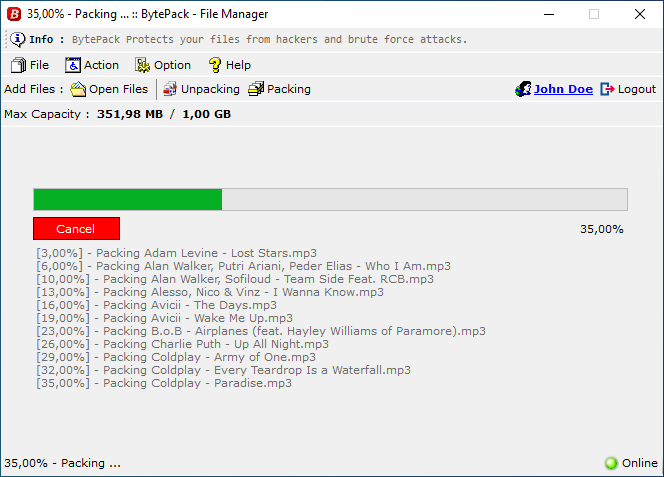 35,00% - Packing ... :: BytePack - File Manager
Info : BytePack Protects your files from hackers and brute force attacks.
File Action Option Help
Add Files : Open Files Unpacking Packing John Doe Logout
Max Capacity : 351,98 MB / 1,00 GB
Cancel 35,00%
[3,00%] - Packing Adam Levine - Lost Stars.mp3
[6,00%] - Packing Alan Walker, Putri Ariani, Peder Elias - Who I Am.mp3
[10,00%] - Packing Alan Walker, Sofiloud - Team Side Feat. RCB.mp3
[13,00%] - Packing Alesso, Nico & Vinz - I Wanna Know.mp3
[16,00%] - Packing Avicii - The Days.mp3
[19,00%] - Packing Avicii - Wake Me Up.mp3
[23,00%] - Packing B.o.B - Airplanes (feat. Hayley Williams of Paramore).mp3
[26,00%] - Packing Charlie Puth - Up All Night.mp3
[29,00%] - Packing Coldplay - Army of One.mp3
[32,00%] - Packing Coldplay - Every Teardrop Is a Waterfall.mp3
[35,00%] - Packing Coldplay - Paradise.mp3
35,00% - Packing ... Online